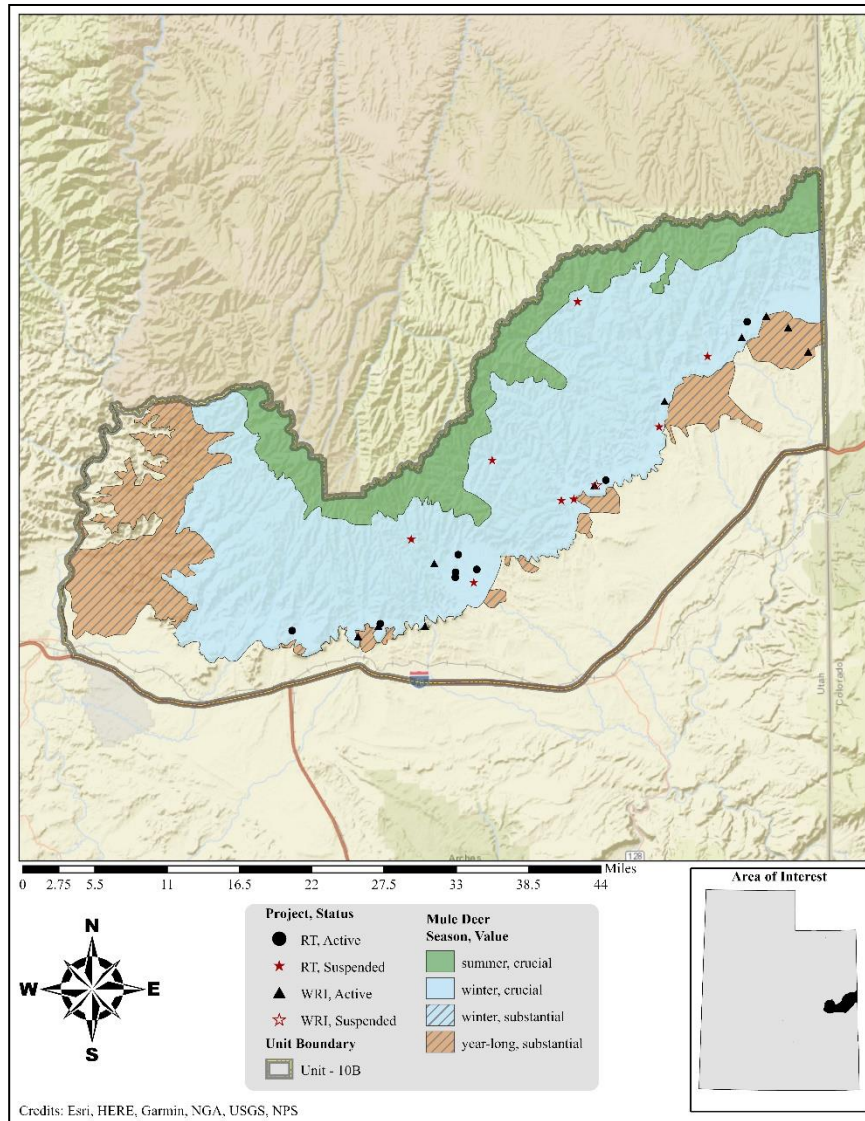 Utah
Colorado
Arches
128
Miles
0 2.75 5.5 11 16.5 22 27.5 33 38.5 44
N
W E
S
Project, Status
RT, Active
RT, Suspended
WRI, Active
WRI, Suspended
Unit Boundary
Unit - 10B
Mule Deer
Season, Value
summer, crucial
winter, crucial
winter, substantial
year-long, substantial
Area of Interest
Credits: Esri, HERE, Garmin, NGA, USGS, NPS